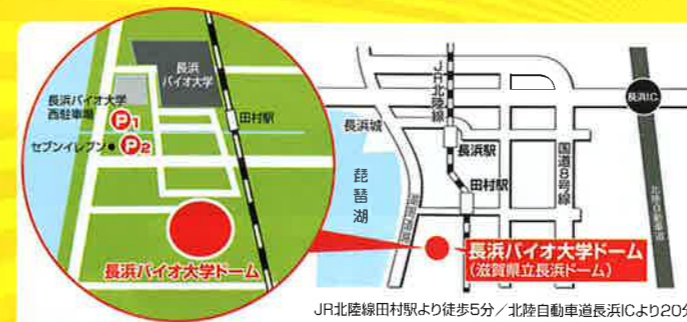 長浜
バイオ大学
長浜バイオ大学
西駐車場
P1
田村駅
セブンイレブン
P2
長浜バイオ大学ドーム
JR北陸線
長浜IC
長浜城
長浜駅
国道8号線
琵琶湖
田村駅
湖岸道路
北陸自動車道
長浜バイオ大学ドーム
(滋賀県立長浜ドーム)
JR北陸線田村駅より徒歩5分/北陸自動車道長浜ICより20分